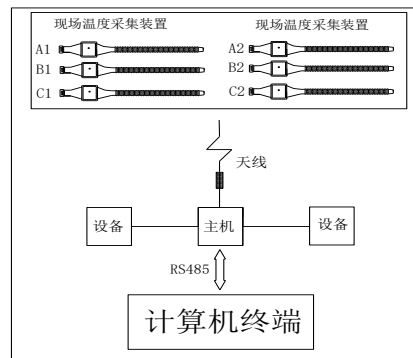 现场温度采集装置
现场温度采集装置
A1
A2
B1
B2
C1
C2
天线
设备
主机
设备
RS485
计算机终端